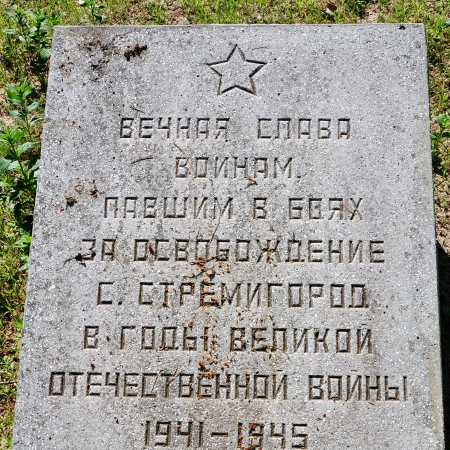 ВЕЧНАЯ СЛАВА
ВОИНАМ,
ПАВШИМ В БОЯХ
ЗА ОСВОБОЖДЕНИЕ
С. СТРЕМИГОРОД
В ГОДЫ ВЕЛИКОЙ
ОТЕЧЕСТВЕННОЙ ВОЙНЫ
1941-1945